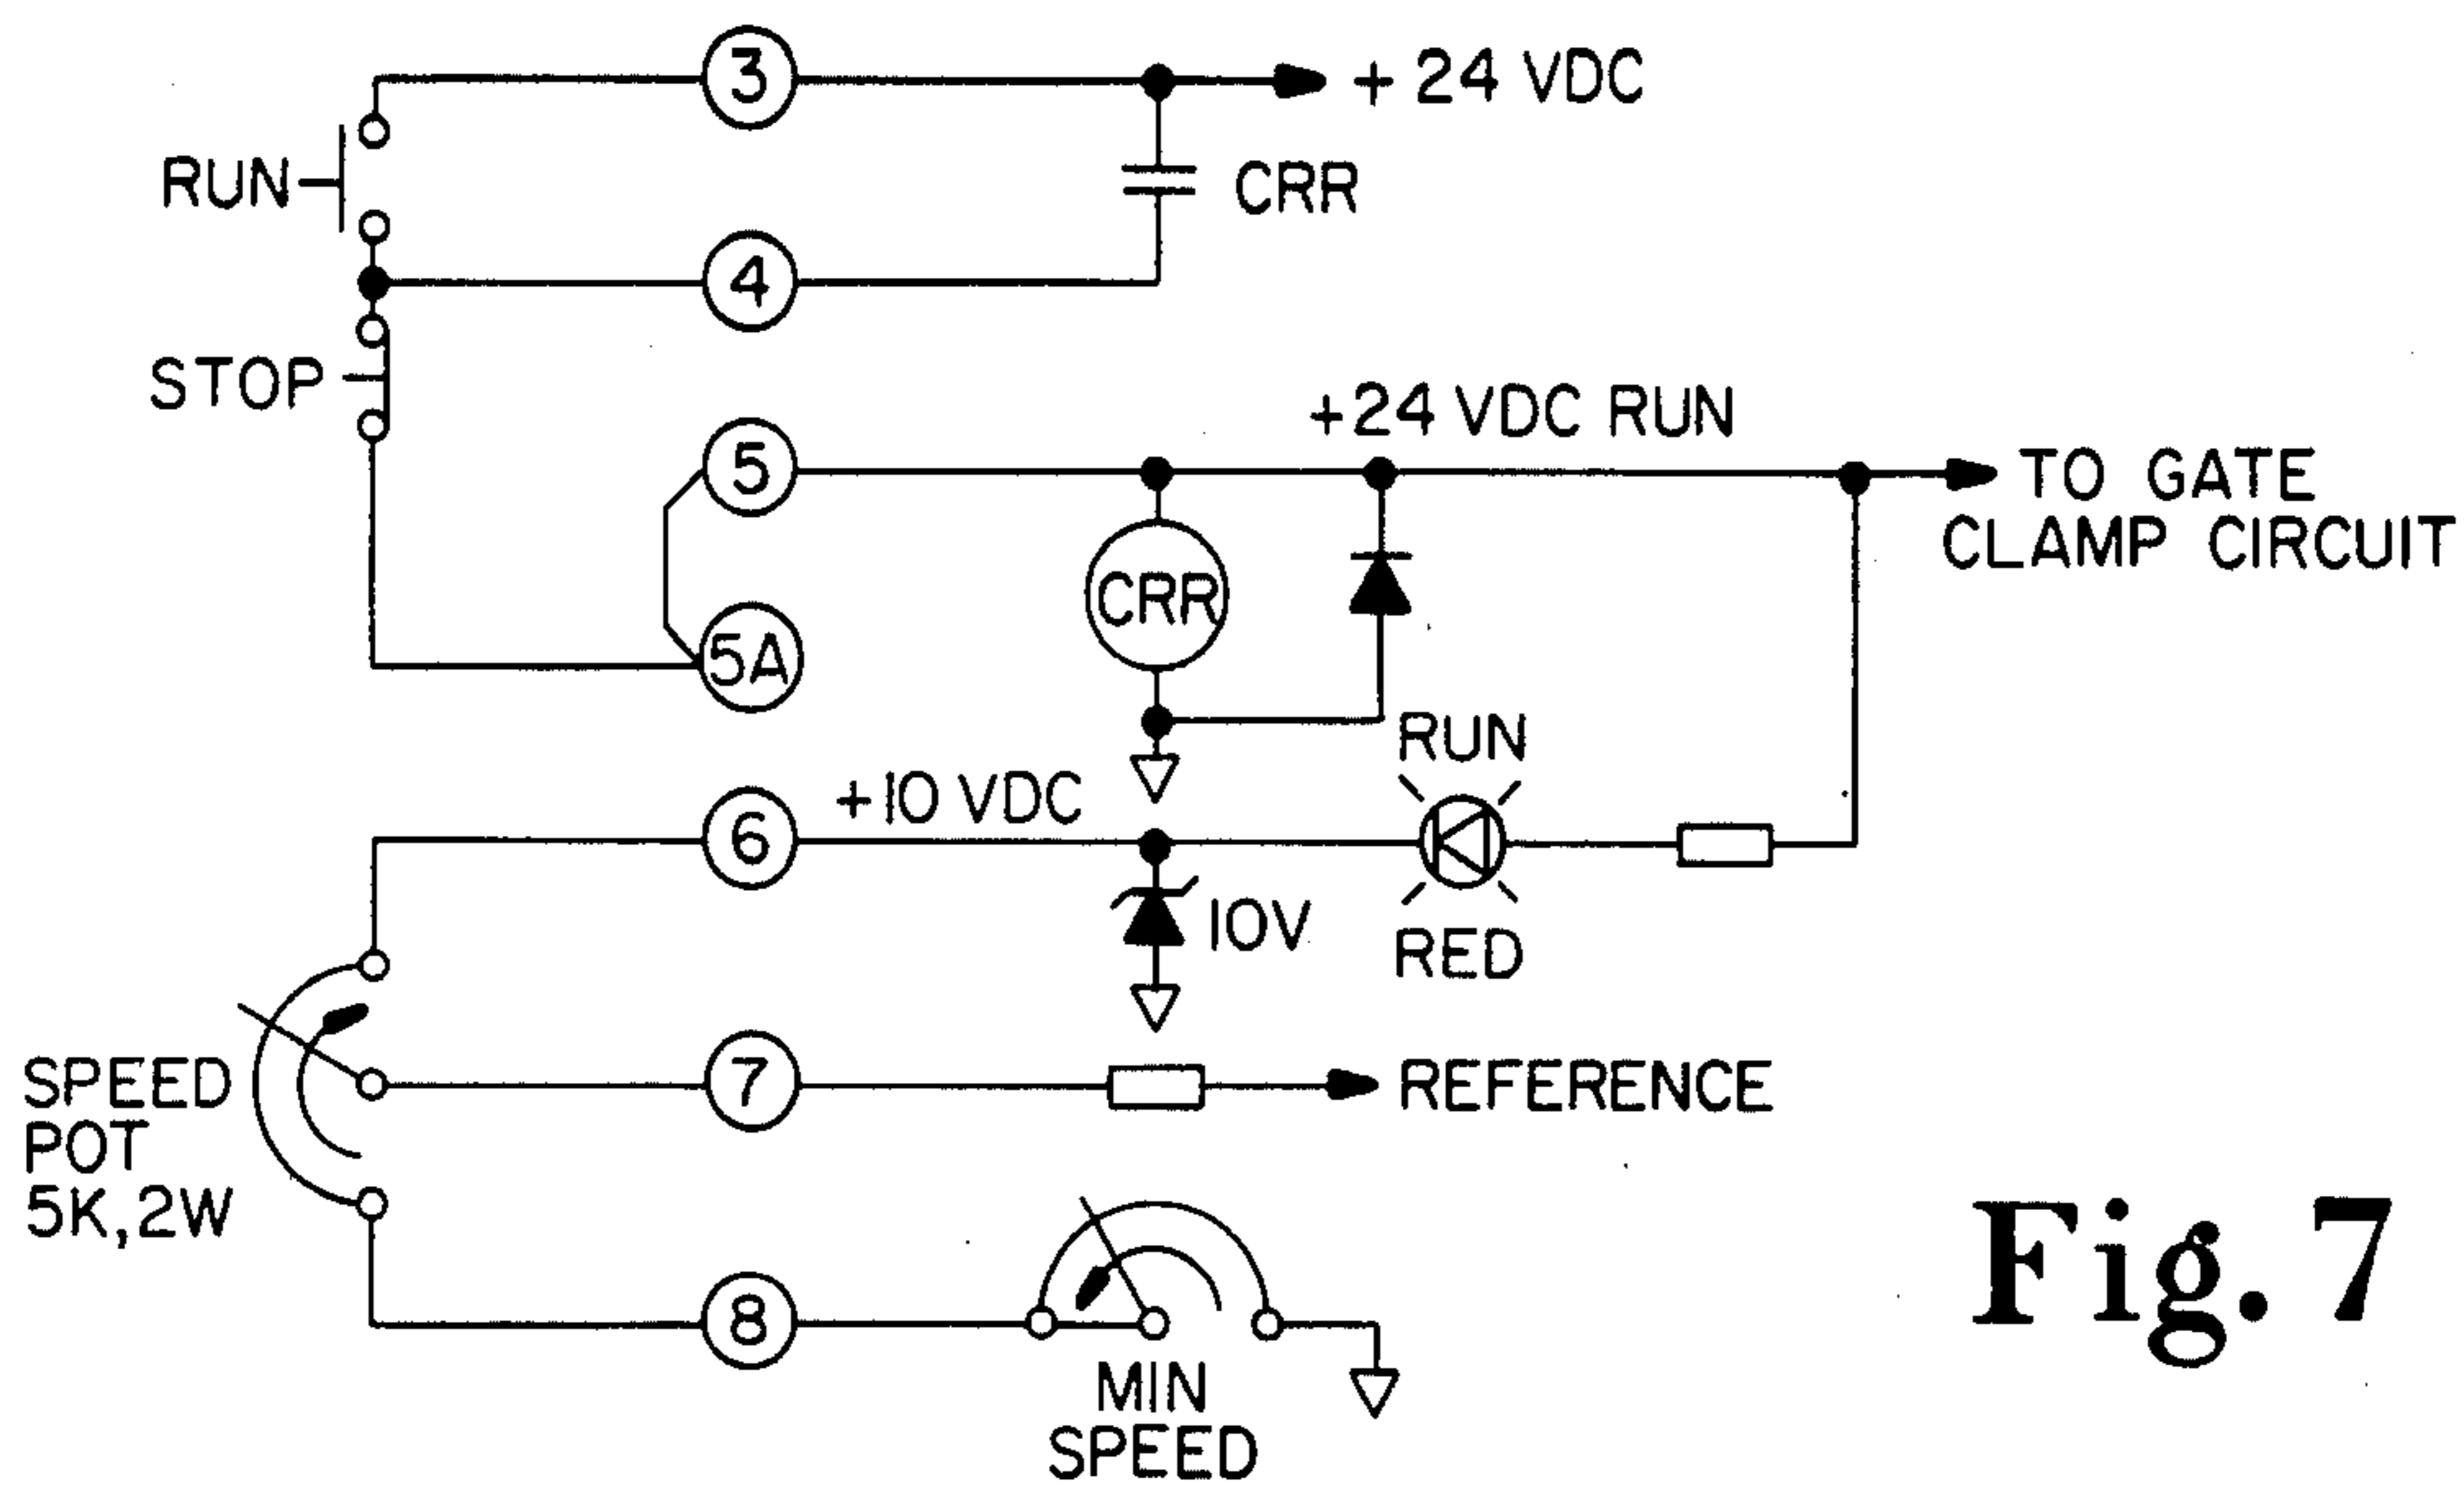 3
+ 24 VDC
RUN
CRR
4
STOP
+24 VDC RUN
5
TO GATE
CLAMP CIRCUIT
CRR
5A
RUN
+10 VDC
6
10V
RED
SPEED
POT
5K, 2W
7
REFERENCE
8
MIN
SPEED
Fig. 7